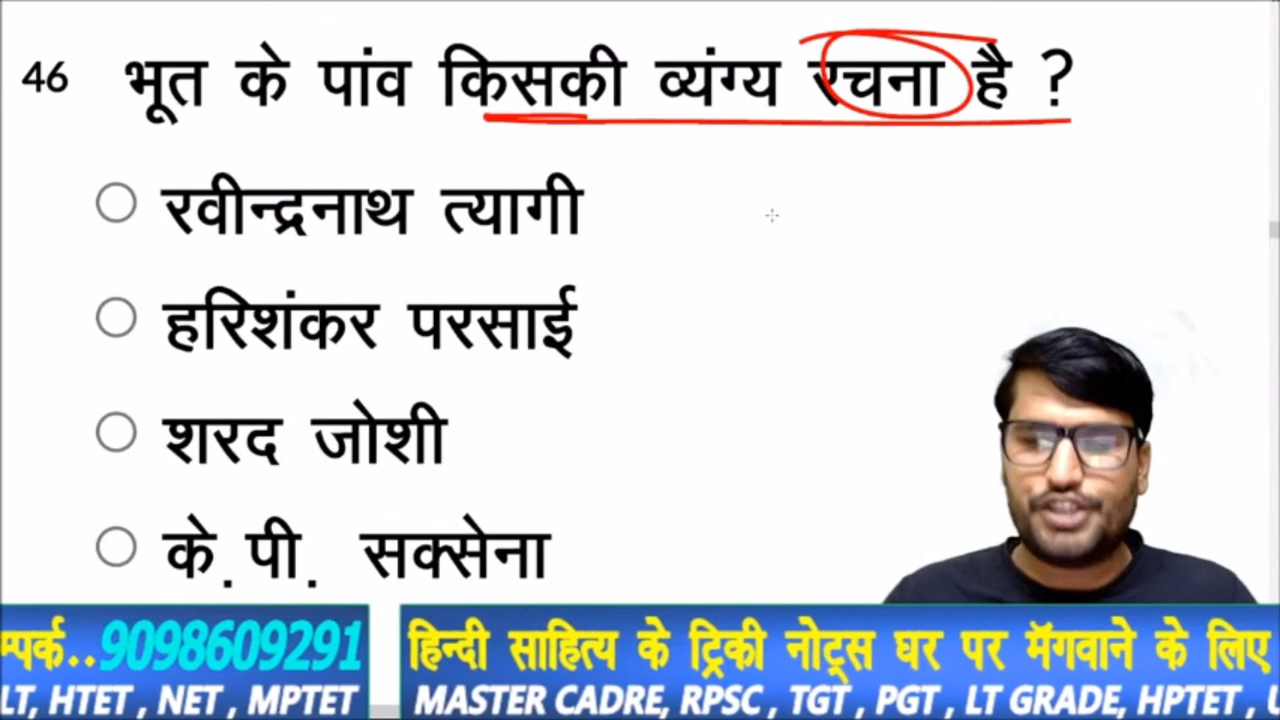 46 भूत के पांव किसकी व्यंग्य रचना है ?
रवीन्द्रनाथ त्यागी
हरिशंकर परसाई
शरद जोशी
के. पी. सक्सेना
म्पर्क..9098609291
हिन्दी साहित्य के ट्रिकी नोट्स घर पर मँगवाने के लिए
LT, HTET , NET , MPTET
MASTER CADRE, RPSC , TGT , PGT , LT GRADE, HPTET , U